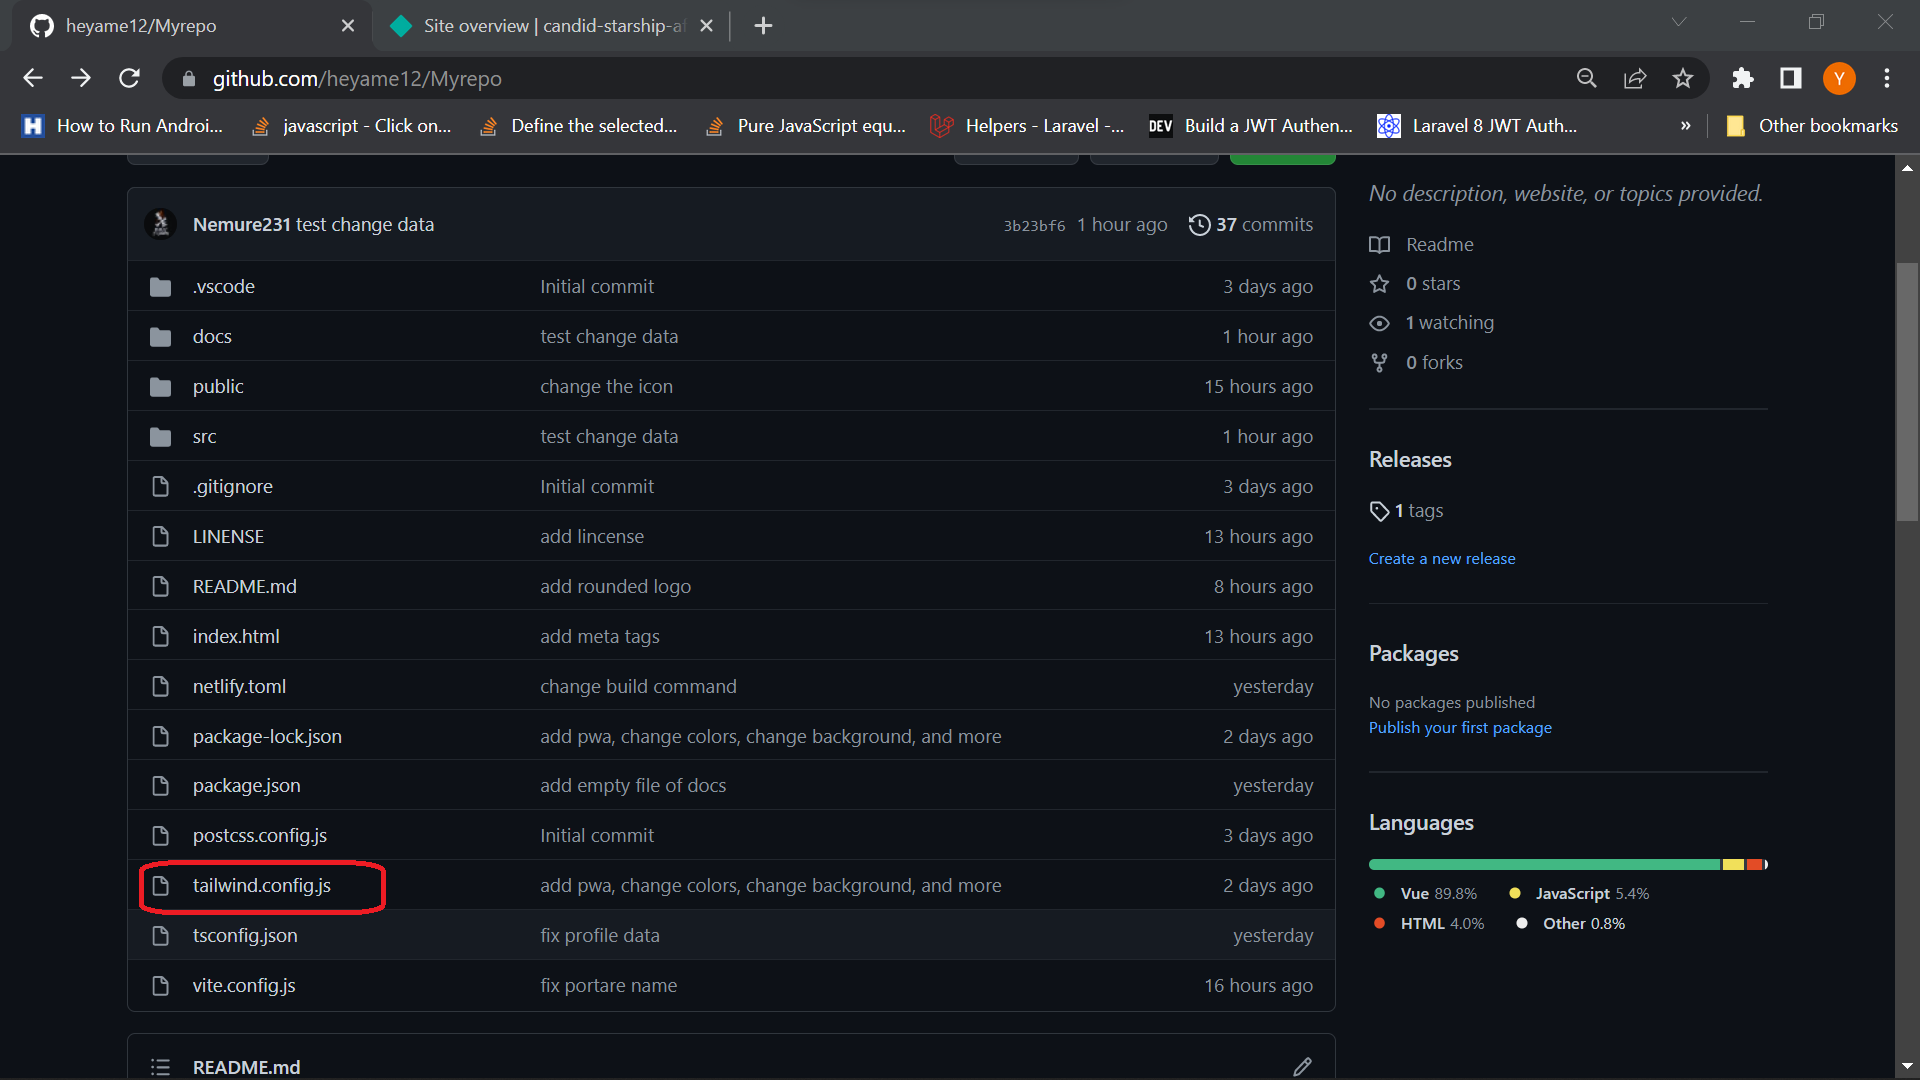 heyame12/Myrepo
Site overview | candid-starship-a
github.com/heyame12/Myrepo
Y
How to Run Androi...
javascript - Click on...
Define the selected...
Pure JavaScript equ...
Helpers - Laravel -...
DEV
Build a JWT Authen...
Laravel 8 JWT Auth...
»
Other bookmarks
Nemure231 test change data 3b23bf6 1 hour ago 37 commits
.vscode Initial commit 3 days ago
docs test change data 1 hour ago
public change the icon 15 hours ago
src test change data 1 hour ago
.gitignore Initial commit 3 days ago
LINENSE add lincense 13 hours ago
README.md add rounded logo 8 hours ago
index.html add meta tags 13 hours ago
netlify.toml change build command yesterday
package-lock.json add pwa, change colors, change background, and more 2 days ago
package.json add empty file of docs yesterday
postcss.config.js Initial commit 3 days ago
tailwind.config.js add pwa, change colors, change background, and more 2 days ago
tsconfig.json fix profile data yesterday
vite.config.js fix portare name 16 hours ago
README.md
No description, website, or topics provided.
Readme
0 stars
1 watching
0 forks
Releases
1 tags
Create a new release
Packages
No packages published
Publish your first package
Languages
Vue 89.8% JavaScript 5.4%
HTML 4.0% Other 0.8%